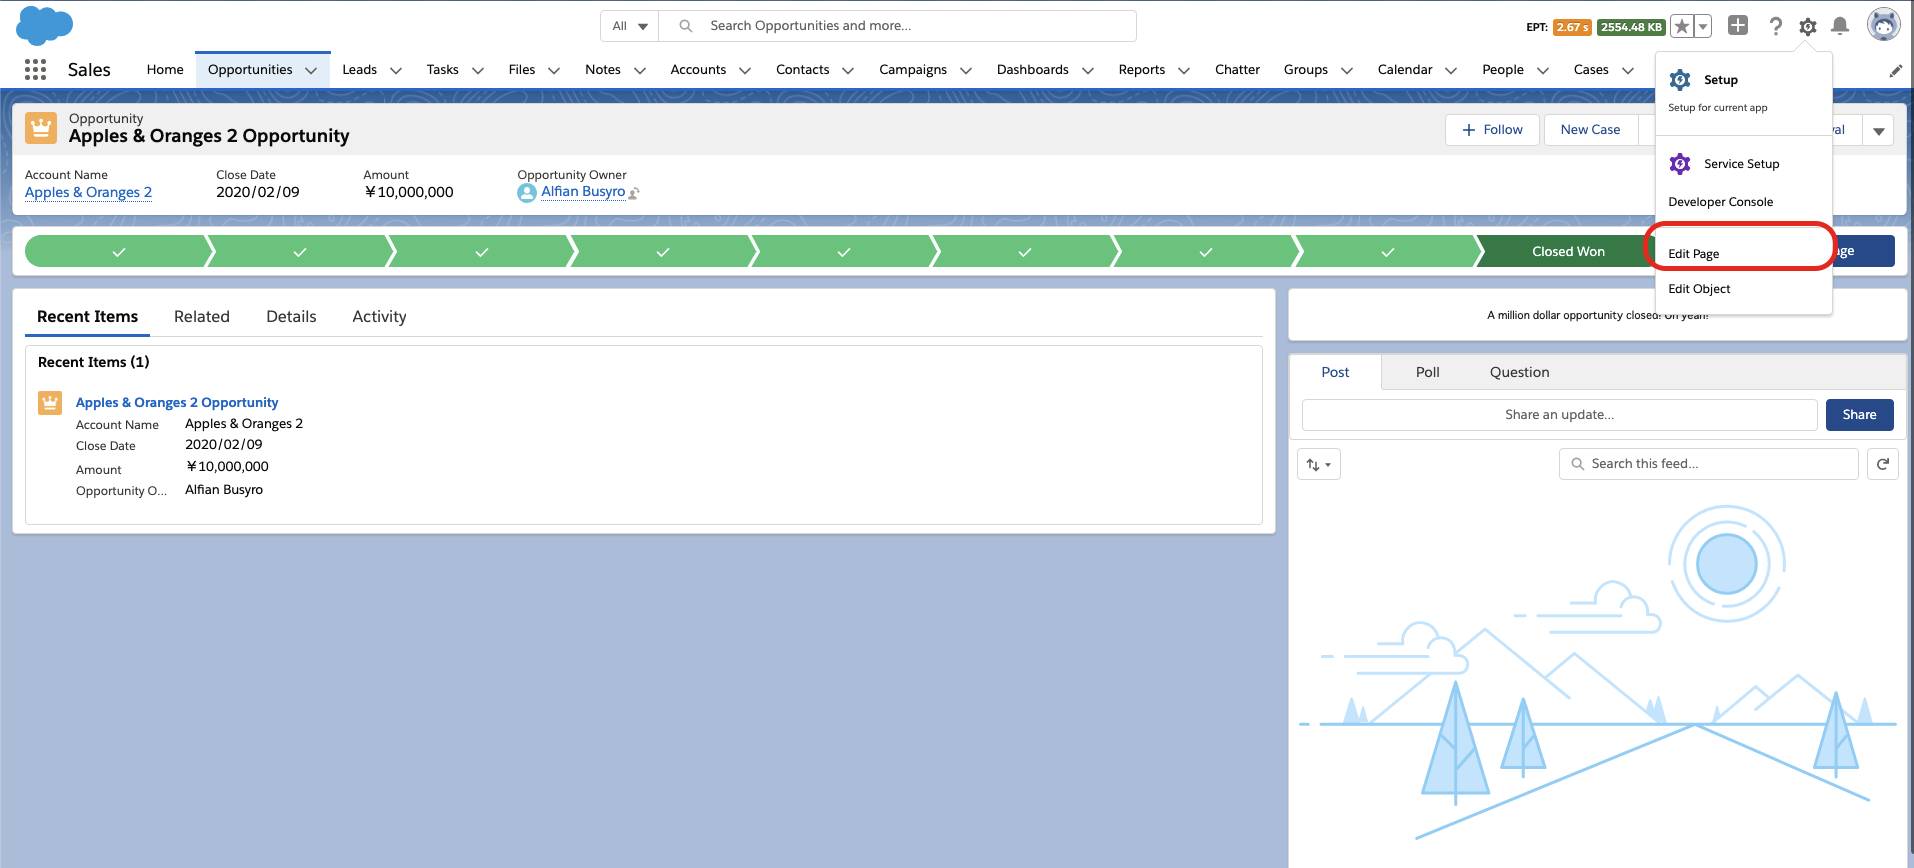 All
Search Opportunities and more...
EPT: 2.67 s 2554.48 KB
Sales
Home
Opportunities
Leads
Tasks
Files
Notes
Accounts
Contacts
Campaigns
Dashboards
Reports
Chatter
Groups
Calendar
People
Cases
Setup
Setup for current app
Service Setup
Developer Console
Edit Page
Edit Object
Opportunity
Apples & Oranges 2 Opportunity
Follow
New Case
Account Name
Apples & Oranges 2
Close Date
2020/02/09
Amount
¥10,000,000
Opportunity Owner
Alfian Busyro
Closed Won
Recent Items
Related
Details
Activity
Recent Items (1)
Apples & Oranges 2 Opportunity
Account Name Apples & Oranges 2
Close Date 2020/02/09
Amount ¥10,000,000
Opportunity O... Alfian Busyro
A million dollar opportunity closed! Oh yeah!
Post
Poll
Question
Share an update...
Share
Search this feed...